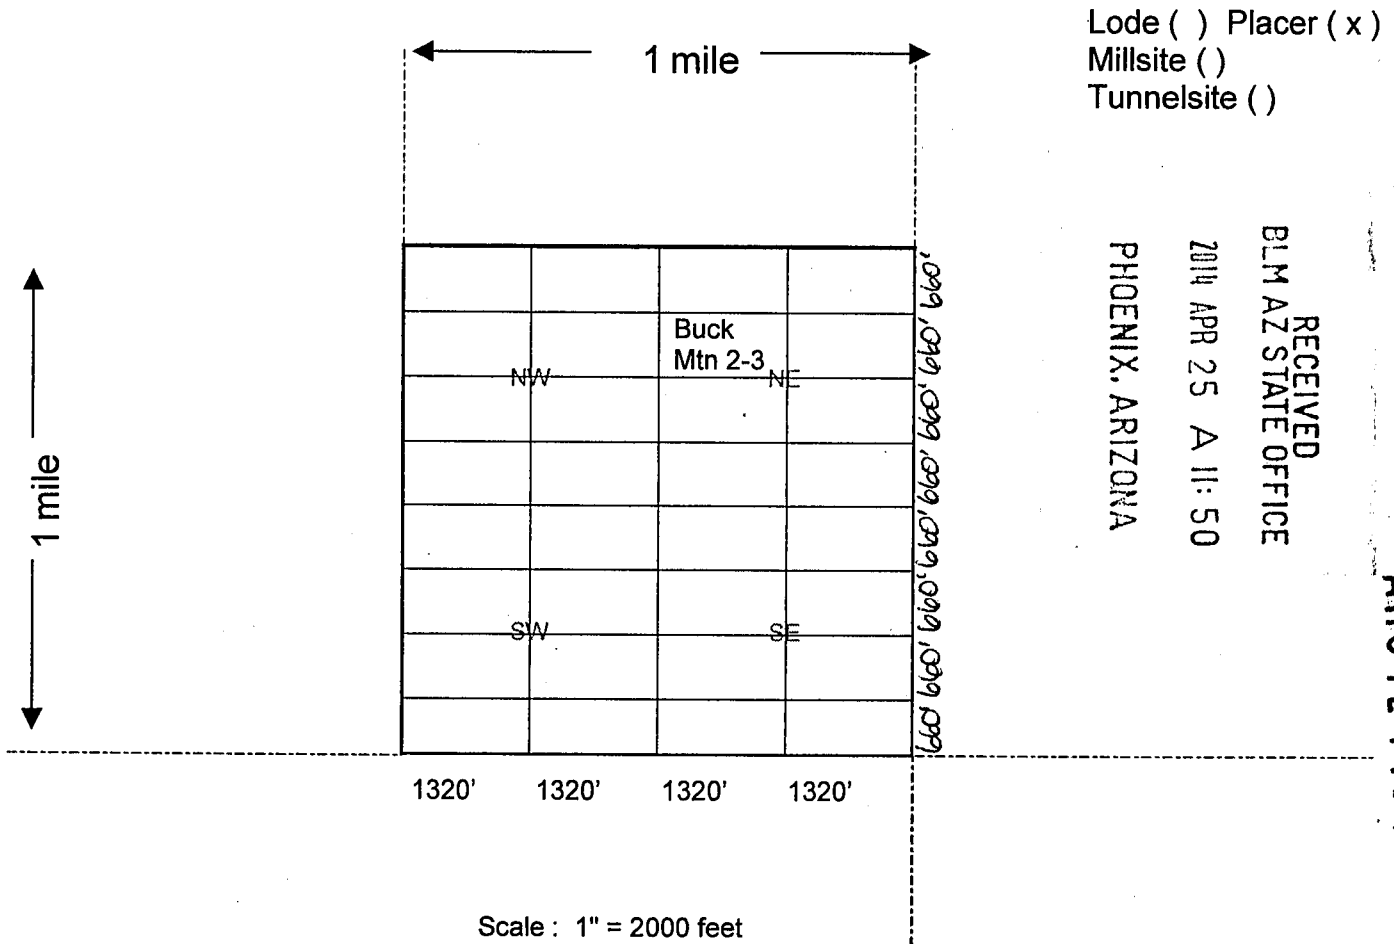 Lode ( ) Placer ( x )
Millsite ( )
Tunnelsite ( )
1 mile
1 mile
Buck
Mtn 2-3
NW
NE
SW
SE
660'
660'
660'
660'
660'
660'
660'
660'
1320' 1320' 1320' 1320'
Scale : 1" = 2000 feet
RECEIVED
BLM AZ STATE OFFICE
2014 APR 25 A 11:50
PHOENIX, ARIZONA